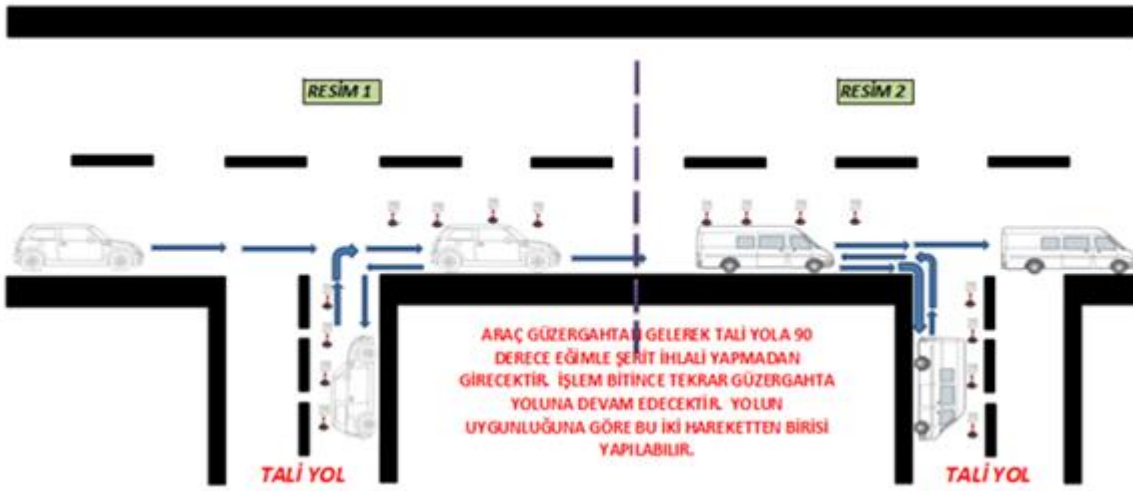 RESİM 1
RESİM 2
ARAÇ GÜZERGAHTAN GELEREK TALİ YOLA 90
DERECE EĞİMLE ŞERİT İHLALİ YAPMADAN
GİRECEKTİR. İŞLEM BİTİNCE TEKRAR GÜZERGAHTA
YOLUNA DEVAM EDECEKTİR. YOLUN
UYGUNLUĞUNA GÖRE BU İKİ HAREKETTEN BİRİSİ
YAPILABILIR.
TALİ YOL
TALİ YOL